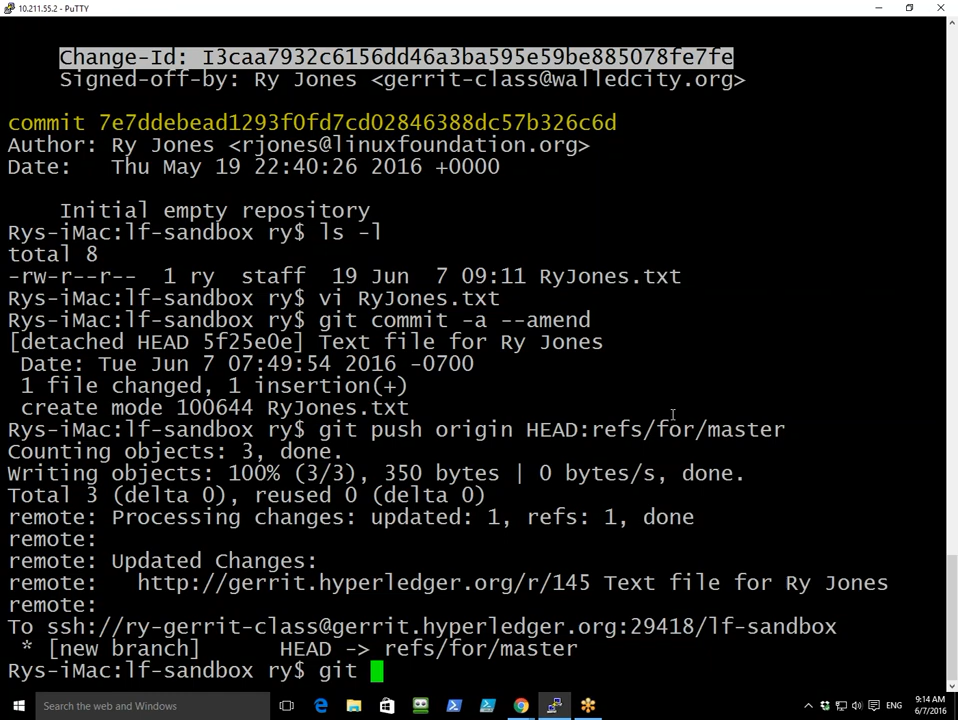 10.211.55.2 - PuTTY
Change-Id: I3caa7932c6156dd46a3ba595e59be885078fe7fe
Signed-off-by: Ry Jones <gerrit-class@walledcity.org>
commit 7e7ddebead1293f0fd7cd02846388dc57b326c6d
Author: Ry Jones <rjones@linuxfoundation.org>
Date:   Thu May 19 22:40:26 2016 +0000
Initial empty repository
Rys-iMac:lf-sandbox ry$ ls -l
total 8
-rw-r--r--  1 ry  staff  19 Jun  7 09:11 RyJones.txt
Rys-iMac:lf-sandbox ry$ vi RyJones.txt
Rys-iMac:lf-sandbox ry$ git commit -a --amend
[detached HEAD 5f25e0e] Text file for Ry Jones
 Date: Tue Jun 7 07:49:54 2016 -0700
 1 file changed, 1 insertion(+)
 create mode 100644 RyJones.txt
Rys-iMac:lf-sandbox ry$ git push origin HEAD:refs/for/master
Counting objects: 3, done.
Writing objects: 100% (3/3), 350 bytes | 0 bytes/s, done.
Total 3 (delta 0), reused 0 (delta 0)
remote: Processing changes: updated: 1, refs: 1, done
remote:
remote: Updated Changes:
remote:   http://gerrit.hyperledger.org/r/145 Text file for Ry Jones
remote:
To ssh://ry-gerrit-class@gerrit.hyperledger.org:29418/lf-sandbox
 * [new branch]      HEAD -> refs/for/master
Rys-iMac:lf-sandbox ry$ git
Search the web and Windows
ENG
9:14 AM
6/7/2016